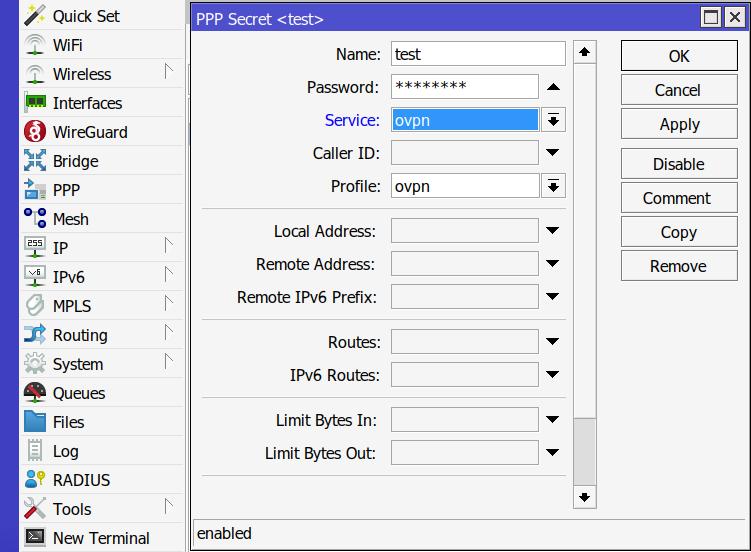 Quick Set
WiFi
Wireless
Interfaces
WireGuard
Bridge
PPP
Mesh
255
IP
v6
IPv6
MPLS
Routing
System
Queues
Files
Log
RADIUS
Tools
New Terminal
PPP Secret <test>
Name: test
Password: ********
Service: ovpn
Caller ID:
Profile: ovpn
Local Address:
Remote Address:
Remote IPv6 Prefix:
Routes:
IPv6 Routes:
Limit Bytes In:
Limit Bytes Out:
OK
Cancel
Apply
Disable
Comment
Copy
Remove
enabled